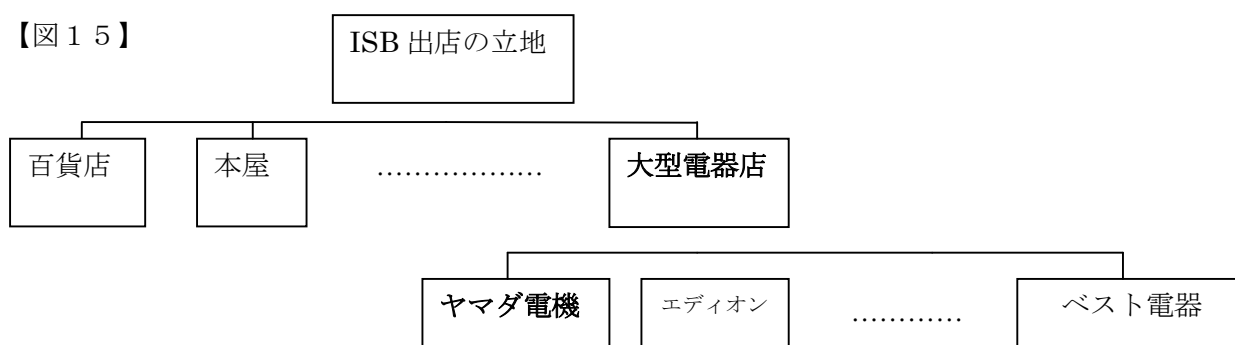 【図１５】
ISB 出店の立地
百貨店
本屋
………………
大型電器店
ヤマダ電機
エディオン
…………
ベスト電器